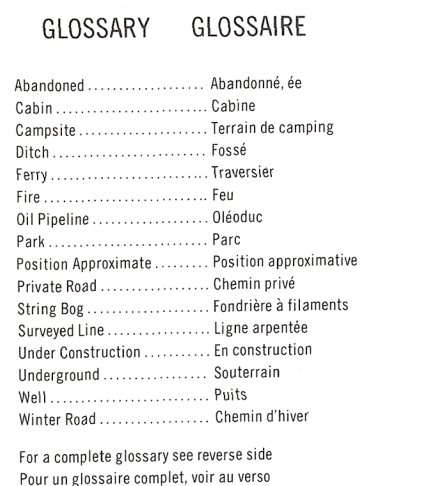 GLOSSARY GLOSSAIRE
Abandoned ................... Abandonné, ée
Cabin ......................... Cabine
Campsite ..................... Terrain de camping
Ditch ......................... Fossé
Ferry .......................... Traversier
Fire ........................... Feu
Oil Pipeline ................... Oléoduc
Park .......................... Parc
Position Approximate ......... Position approximative
Private Road .................. Chemin privé
String Bog .................... Fondrière à filaments
Surveyed Line ................. Ligne arpentée
Under Construction ........... En construction
Underground ................. Souterrain
Well .......................... Puits
Winter Road .................. Chemin d'hiver
For a complete glossary see reverse side
Pour un glossaire complet, voir au verso